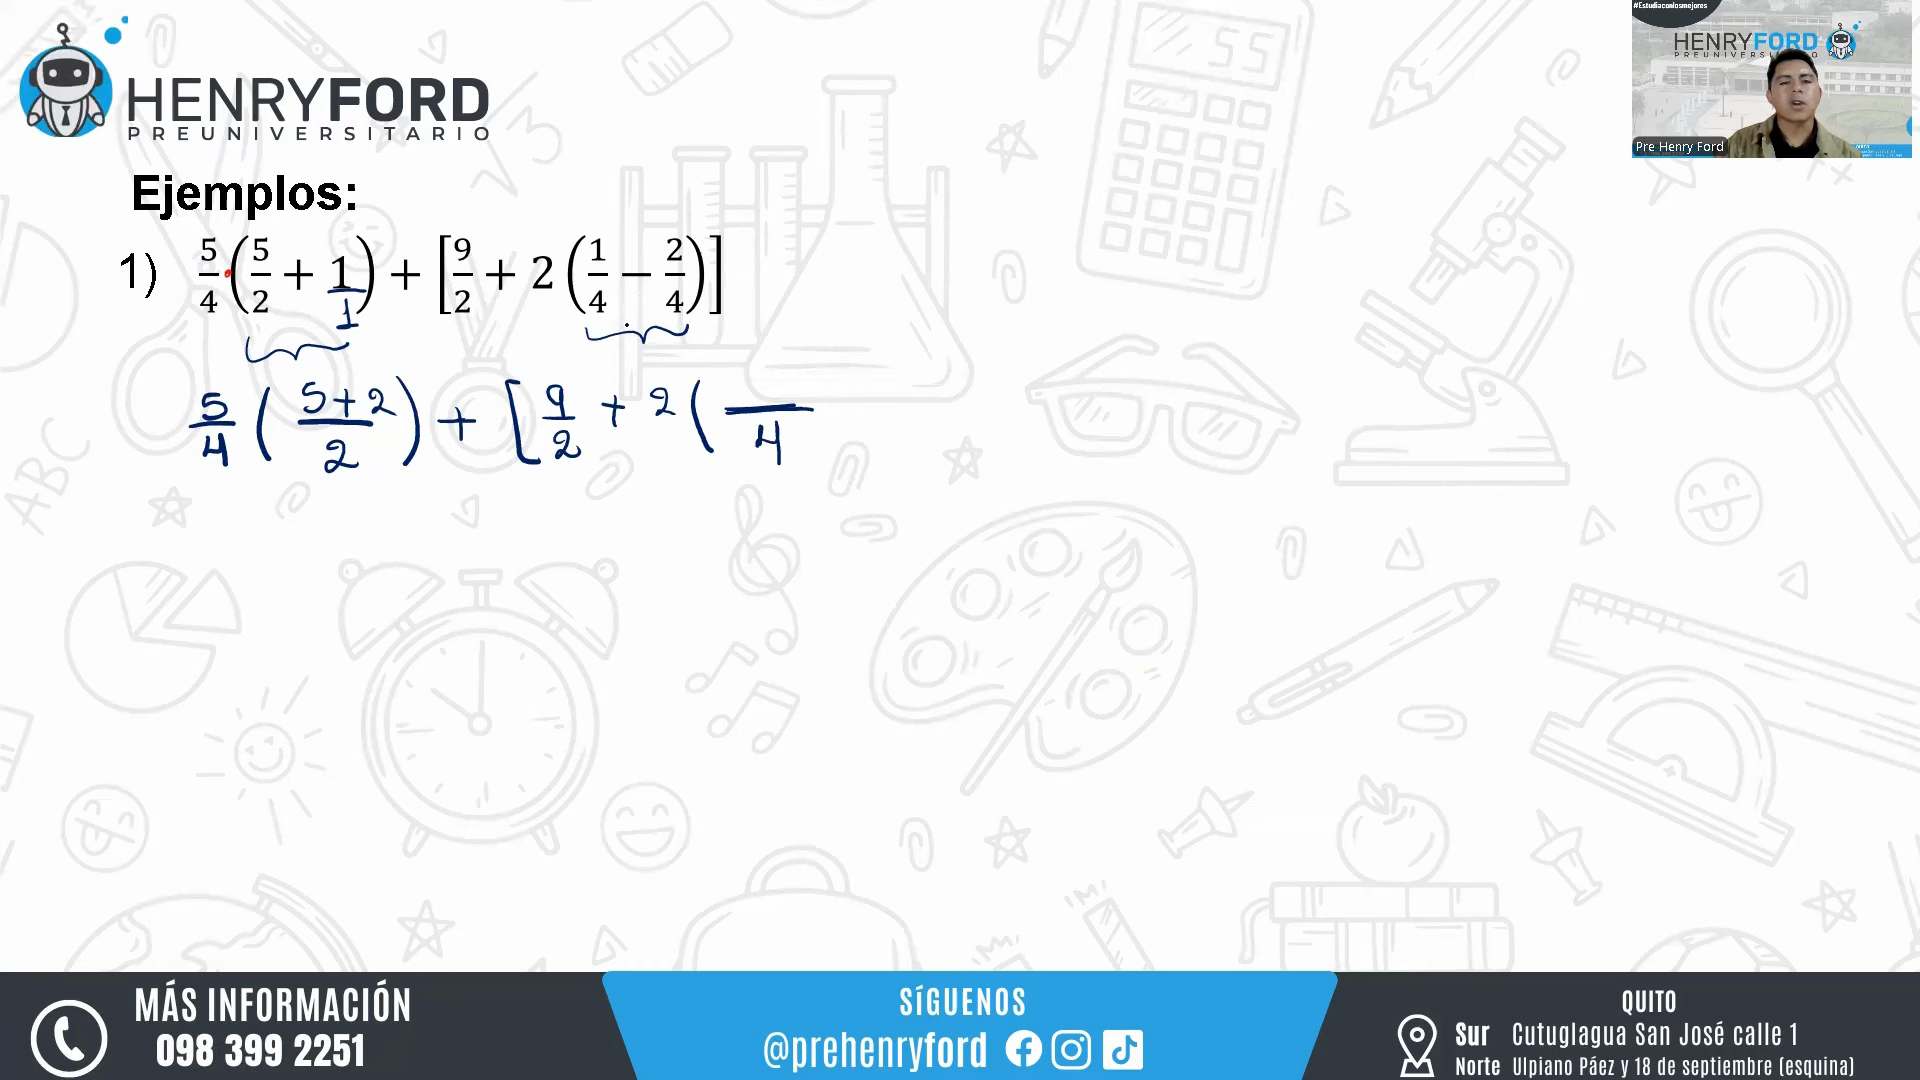 HENRYFORD
PREUNIVERSITARIO
#Estudiaconlosmejores
HENRYFORD
PREUNIVERSITARIO
Pre Henry Ford
Ejemplos:
1) 5/4 (5/2 + 1) + [9/2 + 2 (1/4 − 2/4)]
1
5/4 ( (5+2)/2 ) + [ 9/2 + 2 ( /4
ABC
MÁS INFORMACIÓN
098 399 2251
SíGUENOS
@prehenryford
QUITO
Sur Cutuglagua San José calle 1
Norte Ulpiano Páez y 18 de septiembre (esquina)